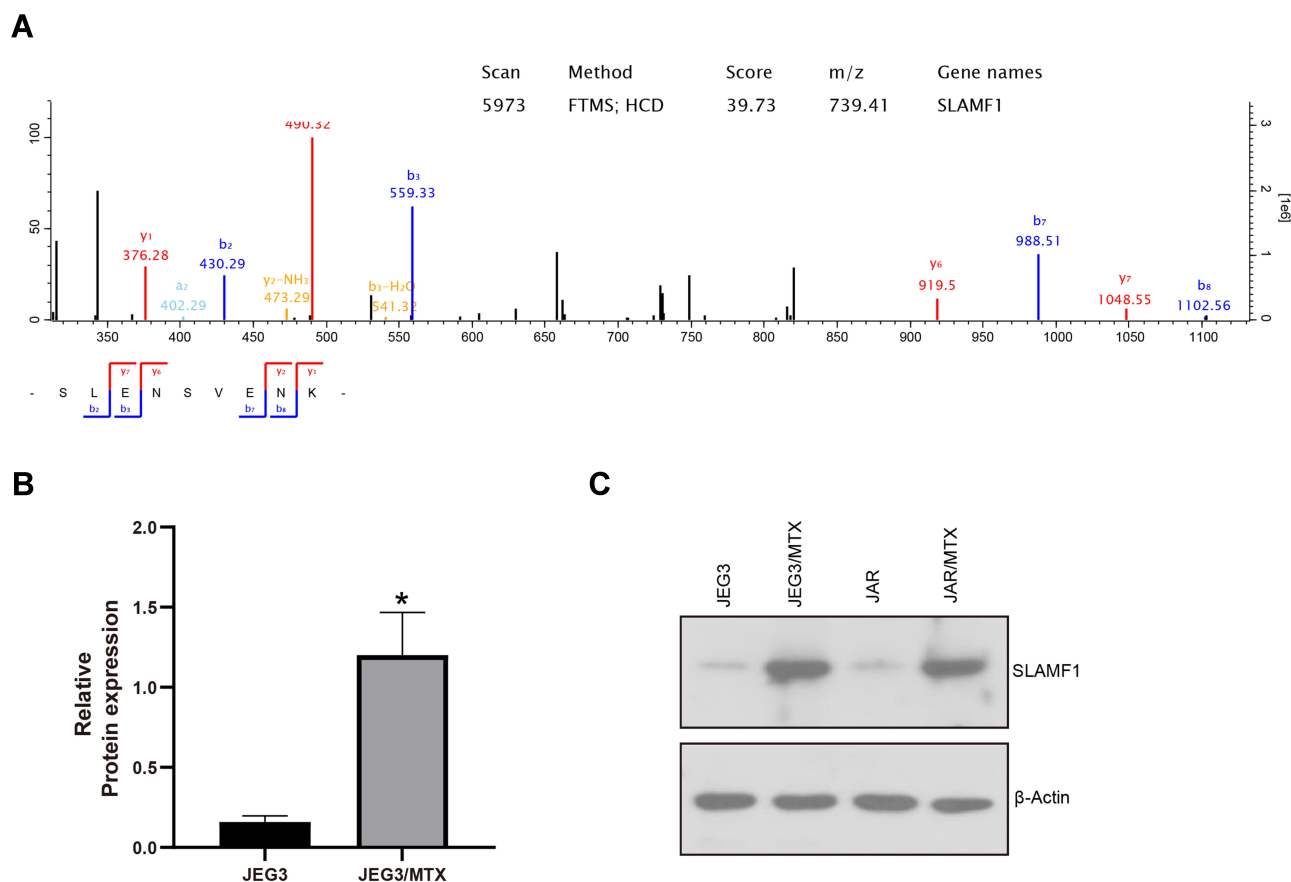 A
Scan Method Score m/z Gene names
5973 FTMS; HCD 39.73 739.41 SLAMF1
490.32
b₃
559.33
y₁
376.28
b₂
430.29
a₂
402.29
y₂-NH₃
473.29
b₃-H₂O
541.32
y₆
919.5
b₇
988.51
y₇
1048.55
b₈
1102.56
100
50
0
3
2
1
0
[1e6]
350 400 450 500 550 600 650 700 750 800 850 900 950 1000 1050 1100
y₇ y₆ y₂ y₁
- S L E N S V E N K -
b₂ b₃ b₇ b₈
B
Relative
Protein expression
2.0
1.5
1.0
0.5
0.0
*
JEG3 JEG3/MTX
C
JEG3
JEG3/MTX
JAR
JAR/MTX
SLAMF1
β-Actin